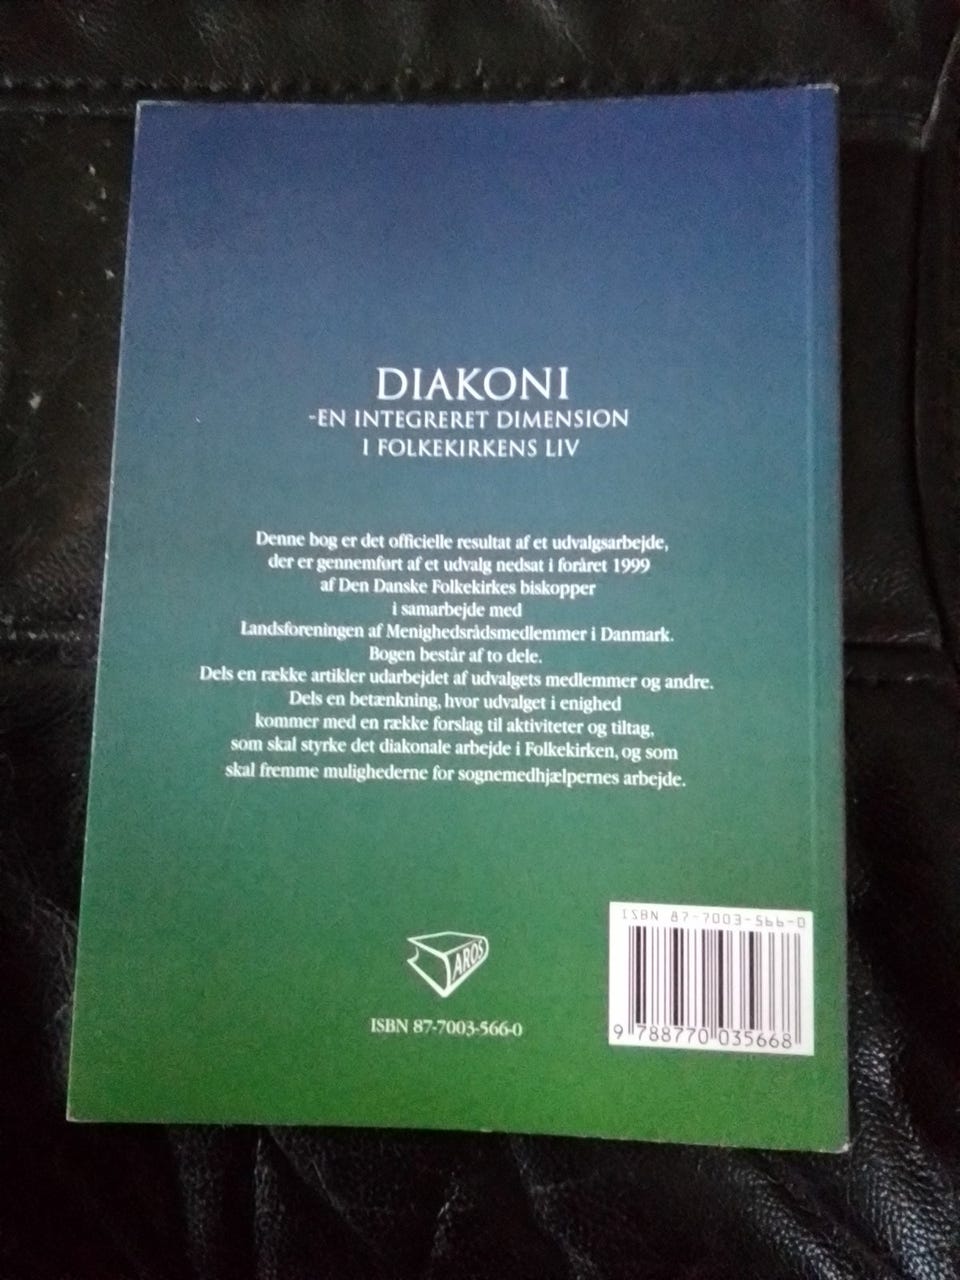 DIAKONI
-EN INTEGRERET DIMENSION
I FOLKEKIRKENS LIV
Denne bog er det officielle resultat af et udvalgsarbejde,
der er gennemført af et udvalg nedsat i foråret 1999
af Den Danske Folkekirkes biskopper
i samarbejde med
Landsforeningen af Menighedsrådsmedlemmer i Danmark.
Bogen består af to dele.
Dels en række artikler udarbejdet af udvalgets medlemmer og andre.
Dels en betænkning, hvor udvalget i enighed
kommer med en række forslag til aktiviteter og tiltag,
som skal styrke det diakonale arbejde i Folkekirken, og som
skal fremme mulighederne for sognemedhjælpernes arbejde.
AROS
ISBN 87-7003-566-0
ISBN 87-7003-566-0
9 788770 035668